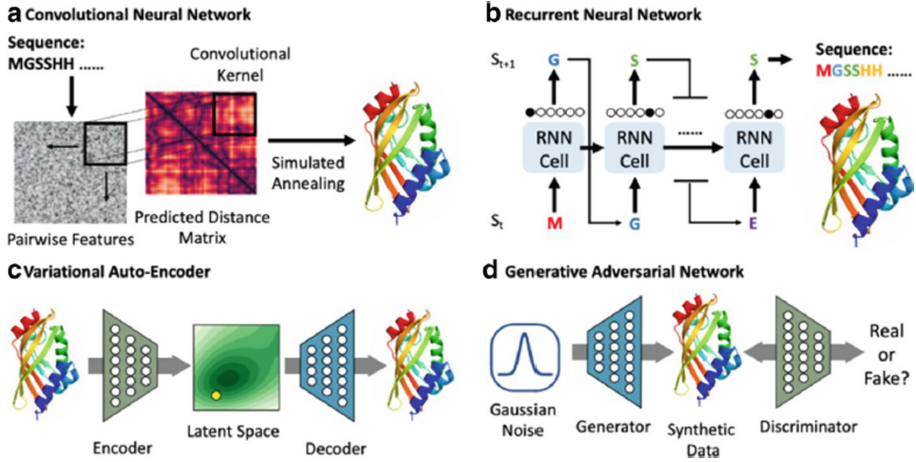 a Convolutional Neural Network
Sequence:
MGSSHH ......
Convolutional
Kernel
Simulated
Annealing
Pairwise Features
Predicted Distance
Matrix
b Recurrent Neural Network
St+1
G
S
S
Sequence:
MGSSHH ......
RNN
Cell
RNN
Cell
......
RNN
Cell
St
M
G
E
c Variational Auto-Encoder
Encoder
Latent Space
Decoder
d Generative Adversarial Network
Gaussian
Noise
Generator
Synthetic
Data
Discriminator
Real
or
Fake?